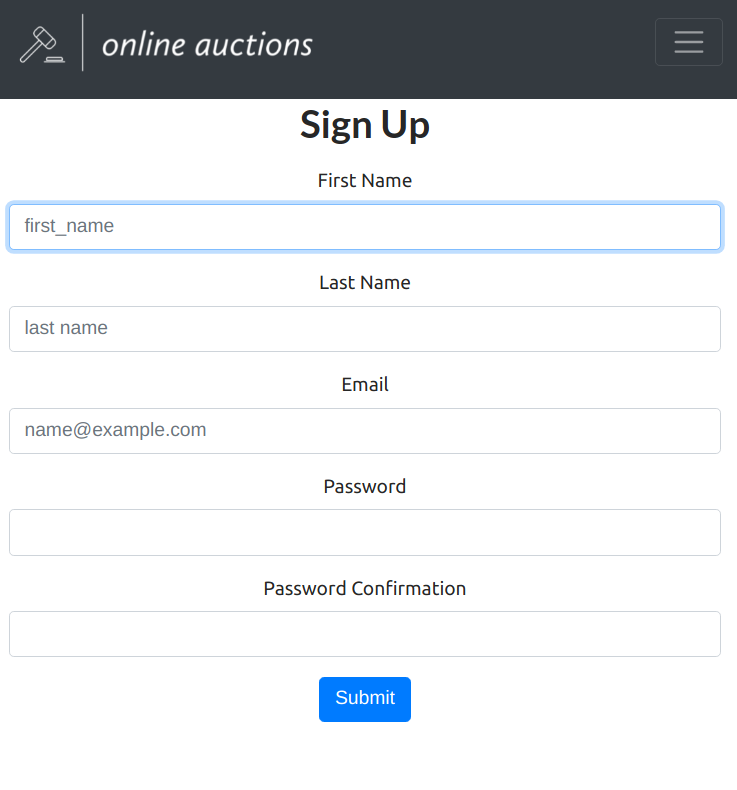 online auctions
Sign Up
First Name
first_name
Last Name
last name
Email
name@example.com
Password
Password Confirmation
Submit